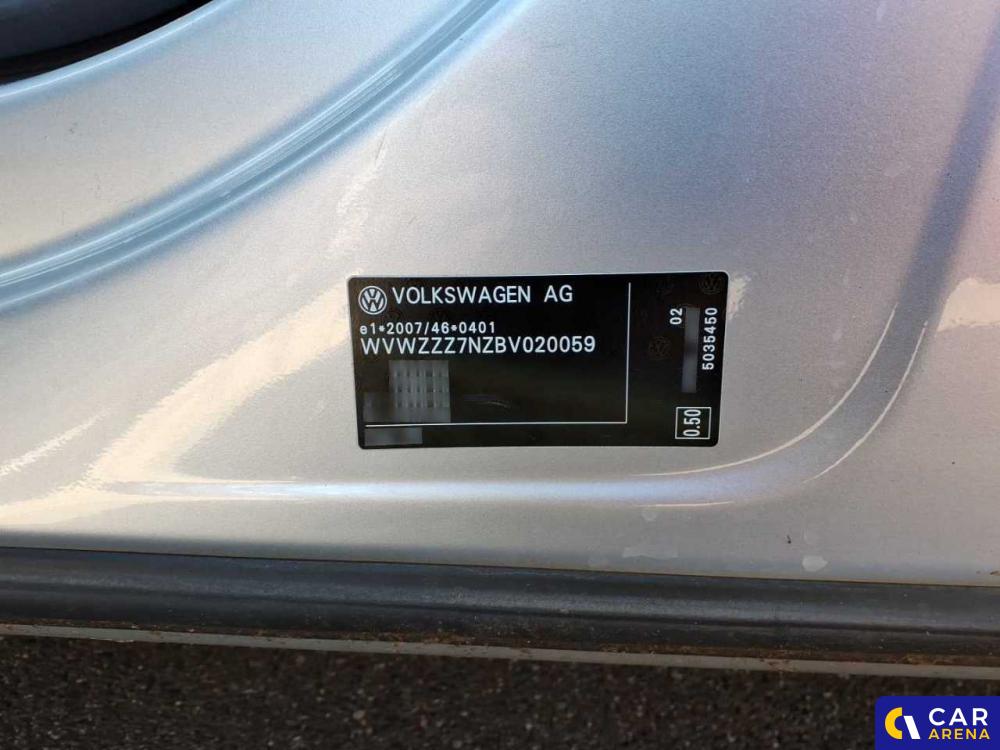 VOLKSWAGEN AG
e1*2007/46*0401
WVWZZZ7NZBV020059
02
5035450
0.50
CAR
ARENA